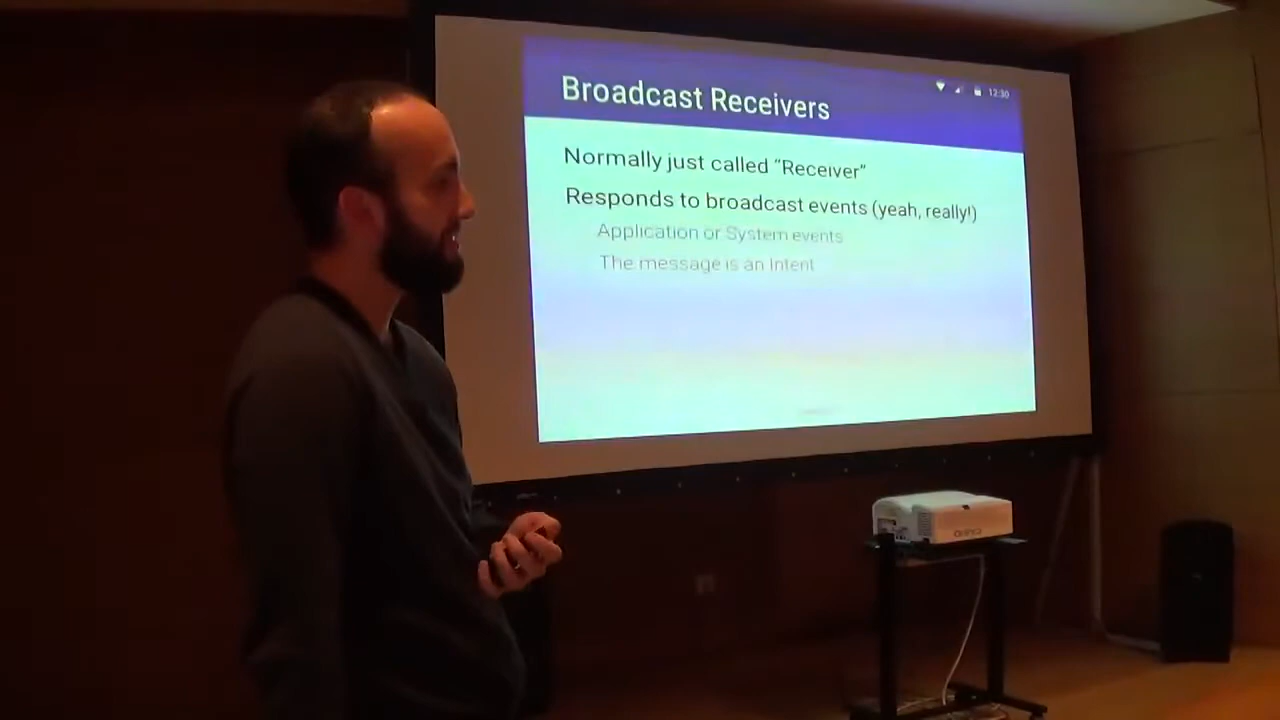 Broadcast Receivers
12:30
Normally just called “Receiver”
Responds to broadcast events (yeah, really!)
Application or System events
The message is an Intent
CASIO